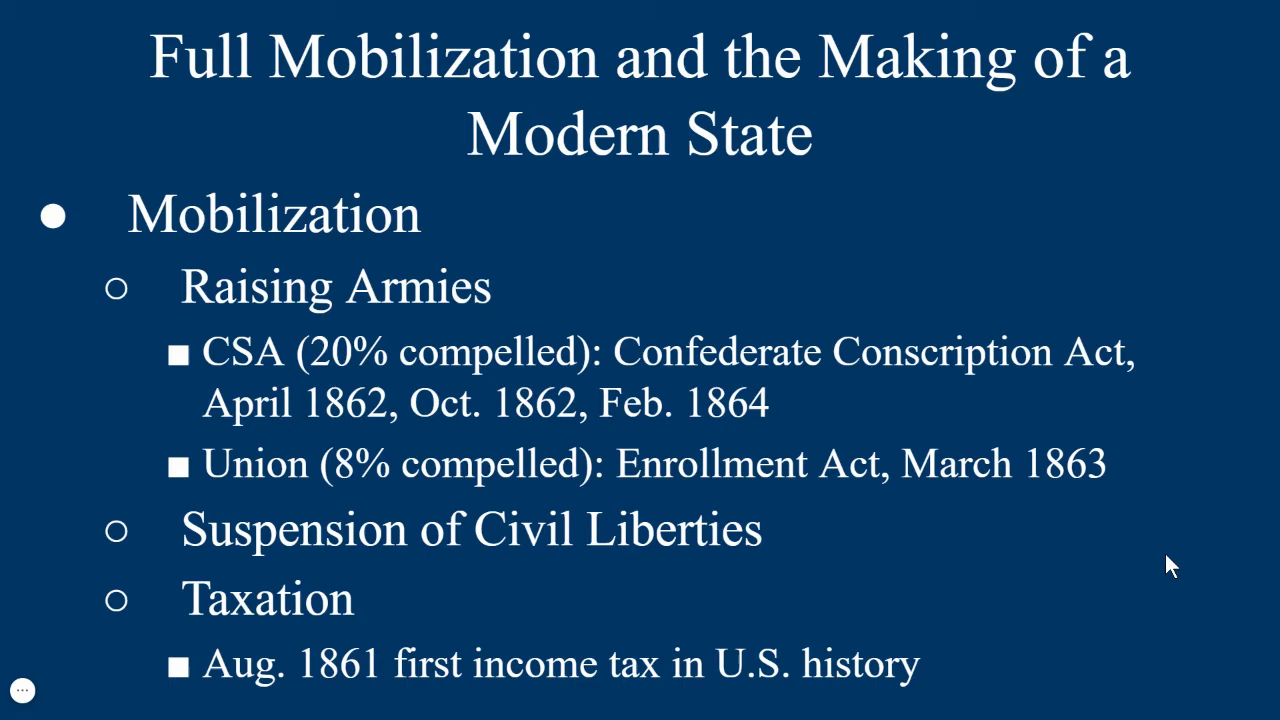 Full Mobilization and the Making of a
Modern State
● Mobilization
○ Raising Armies
■ CSA (20% compelled): Confederate Conscription Act,
April 1862, Oct. 1862, Feb. 1864
■ Union (8% compelled): Enrollment Act, March 1863
○ Suspension of Civil Liberties
○ Taxation
■ Aug. 1861 first income tax in U.S. history